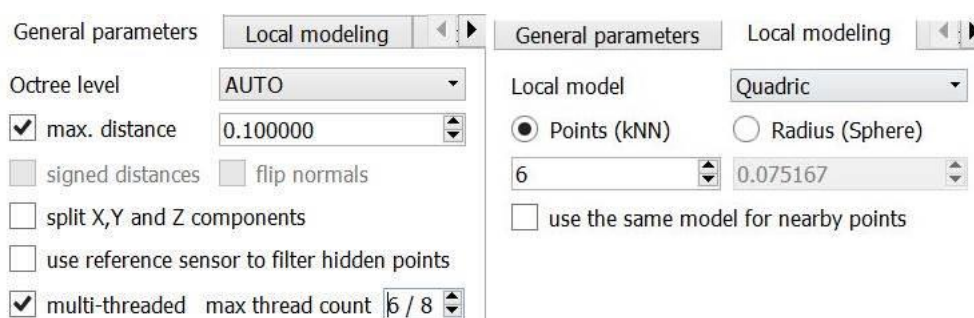 General parameters Local modeling
Octree level AUTO
max. distance 0.100000
signed distances flip normals
split X,Y and Z components
use reference sensor to filter hidden points
multi-threaded max thread count 6 / 8
General parameters Local modeling
Local model Quadric
Points (kNN) Radius (Sphere)
6 0.075167
use the same model for nearby points